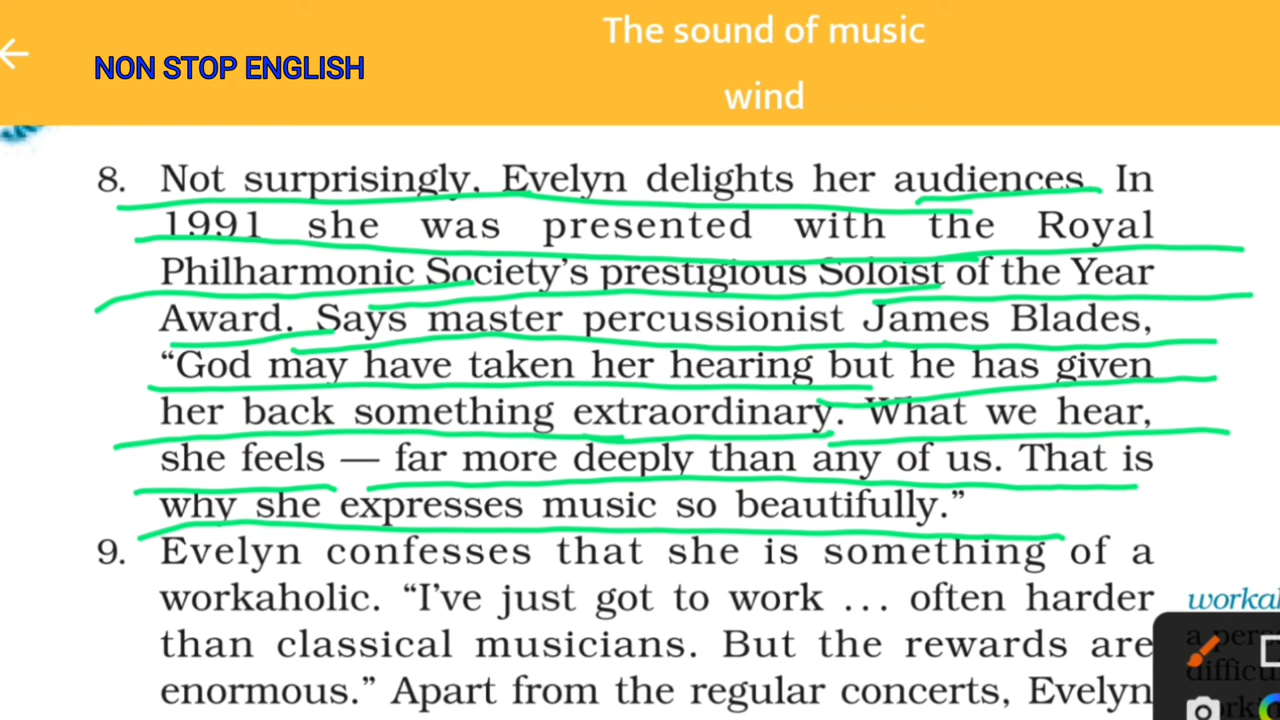 The sound of music
NON STOP ENGLISH
wind
8. Not surprisingly, Evelyn delights her audiences. In
1991 she was presented with the Royal
Philharmonic Society's prestigious Soloist of the Year
Award. Says master percussionist James Blades,
“God may have taken her hearing but he has given
her back something extraordinary. What we hear,
she feels — far more deeply than any of us. That is
why she expresses music so beautifully.”
9. Evelyn confesses that she is something of a
workaholic. “I've just got to work ... often harder
than classical musicians. But the rewards are
enormous.” Apart from the regular concerts, Evelyn